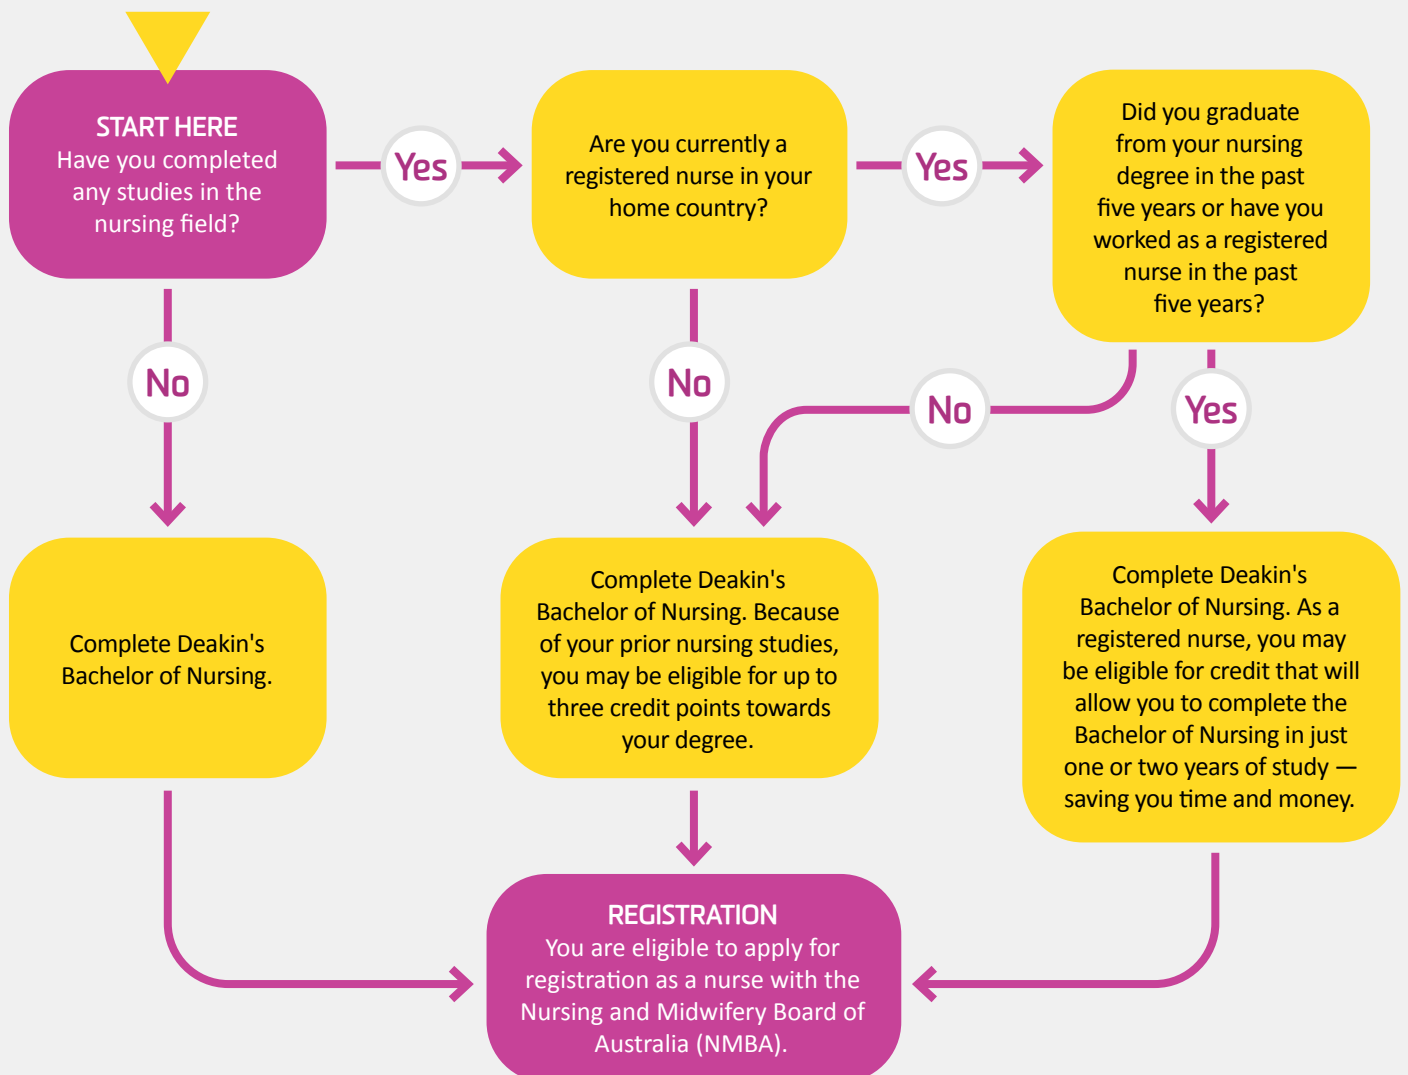 START HERE
Have you completed
any studies in the
nursing field?
Yes
Are you currently a
registered nurse in your
home country?
Yes
Did you graduate
from your nursing
degree in the past
five years or have you
worked as a registered
nurse in the past
five years?
No
No
No
Yes
Complete Deakin's
Bachelor of Nursing.
Complete Deakin's
Bachelor of Nursing. Because
of your prior nursing studies,
you may be eligible for up to
three credit points towards
your degree.
Complete Deakin's
Bachelor of Nursing. As a
registered nurse, you may
be eligible for credit that will
allow you to complete the
Bachelor of Nursing in just
one or two years of study —
saving you time and money.
REGISTRATION
You are eligible to apply for
registration as a nurse with the
Nursing and Midwifery Board of
Australia (NMBA).